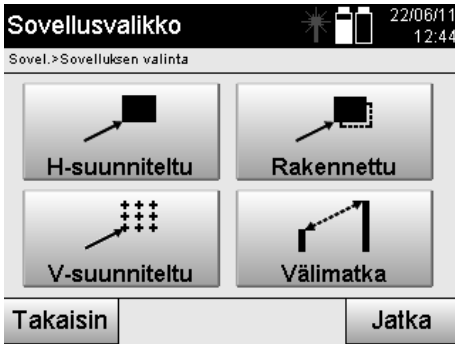 Sovellusvalikko
22/06/11
12:44
Sovel.>Sovelluksen valinta
H-suunniteltu
Rakennettu
V-suunniteltu
Välimatka
Takaisin
Jatka